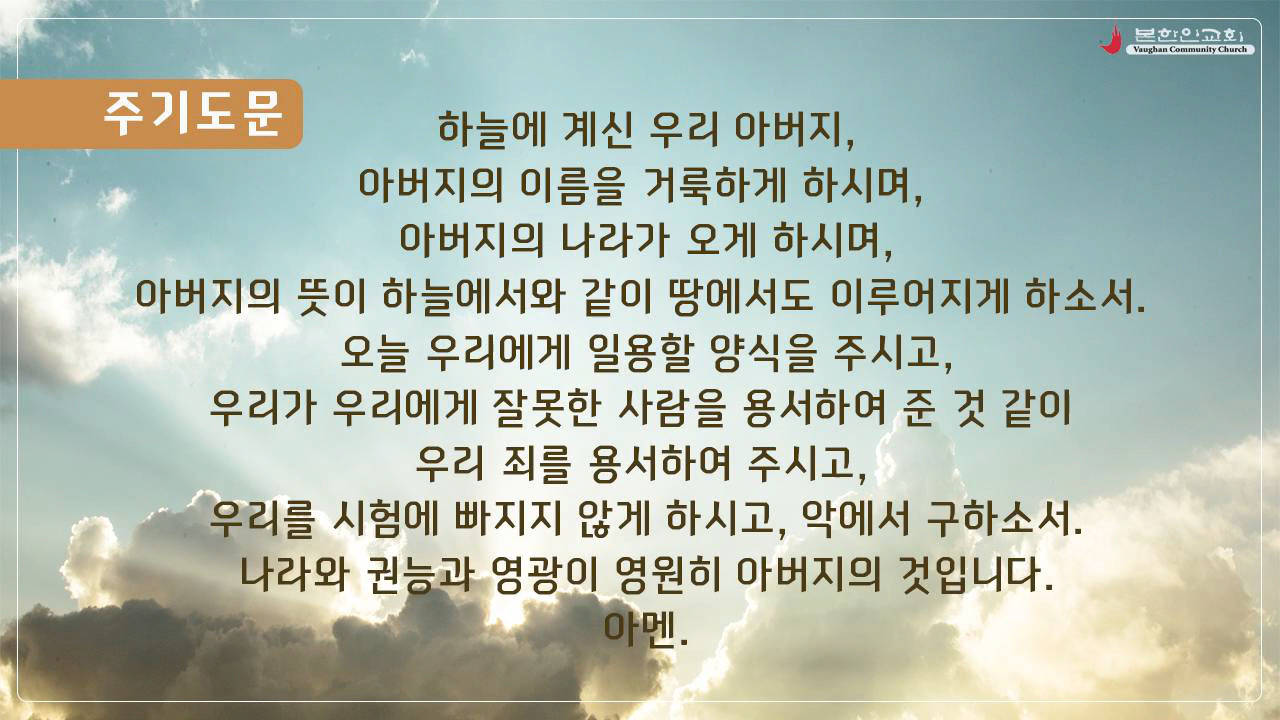 본한인교회
Vaughan Community Church
주기도문
하늘에 계신 우리 아버지,
아버지의 이름을 거룩하게 하시며,
아버지의 나라가 오게 하시며,
아버지의 뜻이 하늘에서와 같이 땅에서도 이루어지게 하소서.
오늘 우리에게 일용할 양식을 주시고,
우리가 우리에게 잘못한 사람을 용서하여 준 것 같이
우리 죄를 용서하여 주시고,
우리를 시험에 빠지지 않게 하시고, 악에서 구하소서.
나라와 권능과 영광이 영원히 아버지의 것입니다.
아멘.